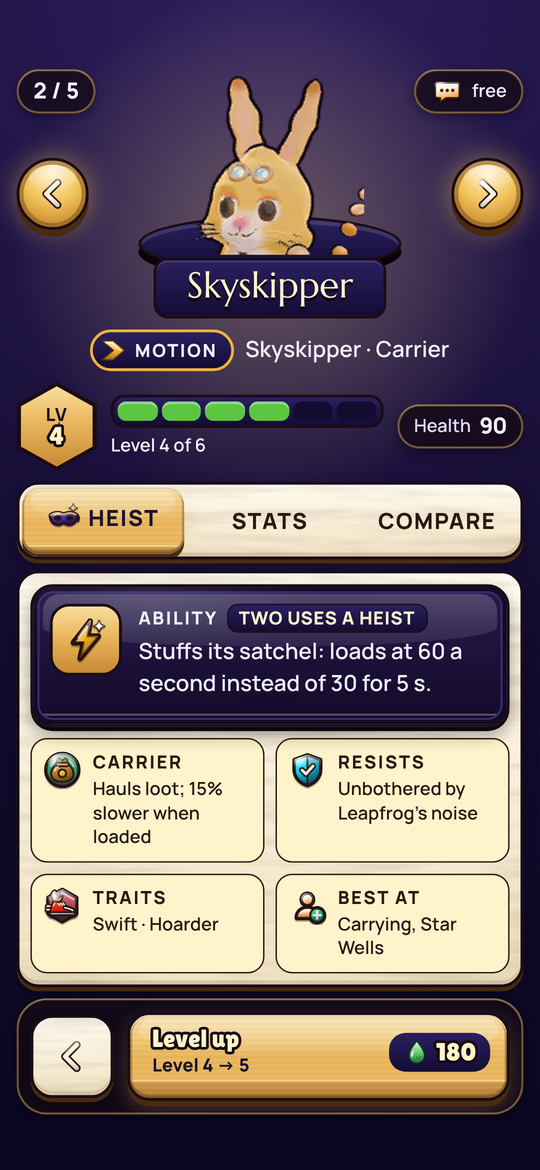 2 / 5
free
Skyskipper
MOTION
Skyskipper · Carrier
LV
4
Level 4 of 6
Health 90
HEIST
STATS
COMPARE
ABILITY
TWO USES A HEIST
Stuffs its satchel: loads at 60 a
second instead of 30 for 5 s.
CARRIER
Hauls loot; 15%
slower when
loaded
RESISTS
Unbothered by
Leapfrog's noise
TRAITS
Swift · Hoarder
BEST AT
Carrying, Star
Wells
Level up
Level 4 → 5
180